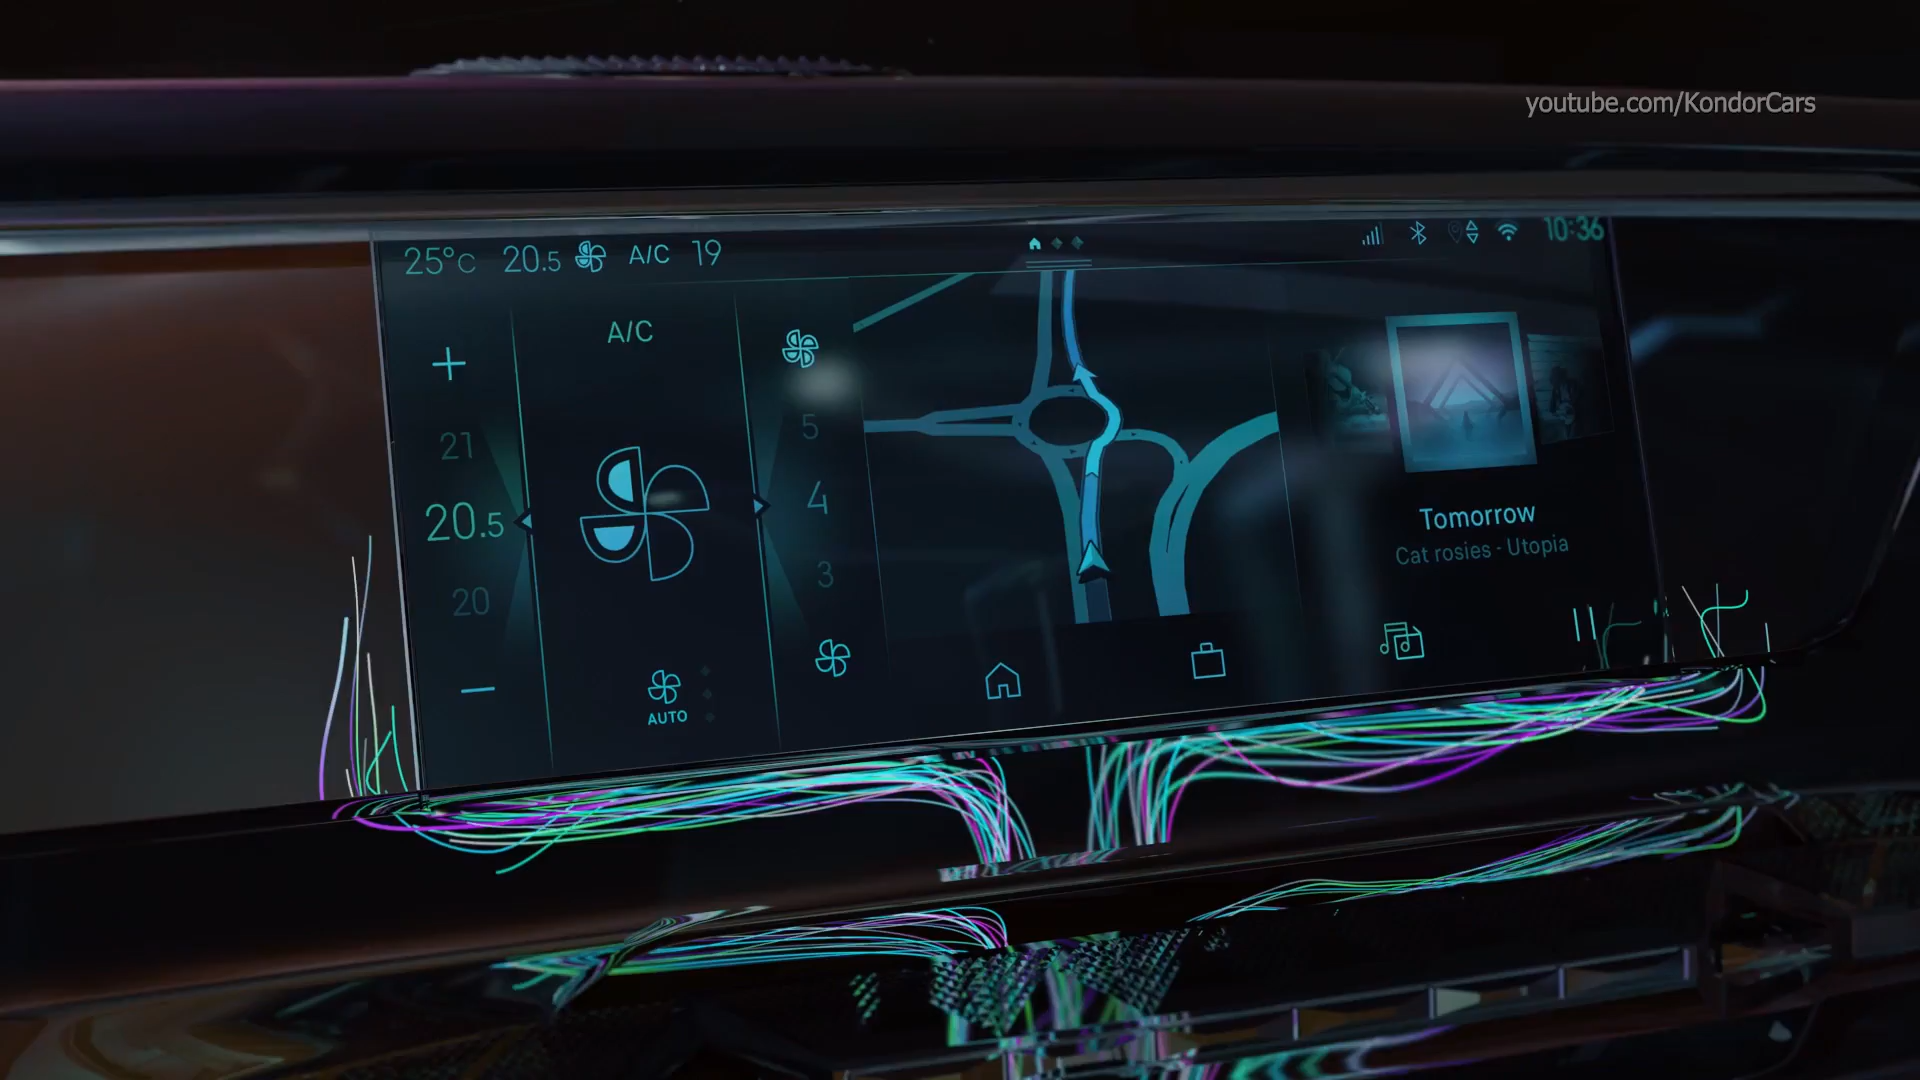 youtube.com/KondorCars
25°C 20.5 A/C 19
10:36
A/C
21
20.5
20
5
4
3
AUTO
Tomorrow
Cat rosies - Utopia